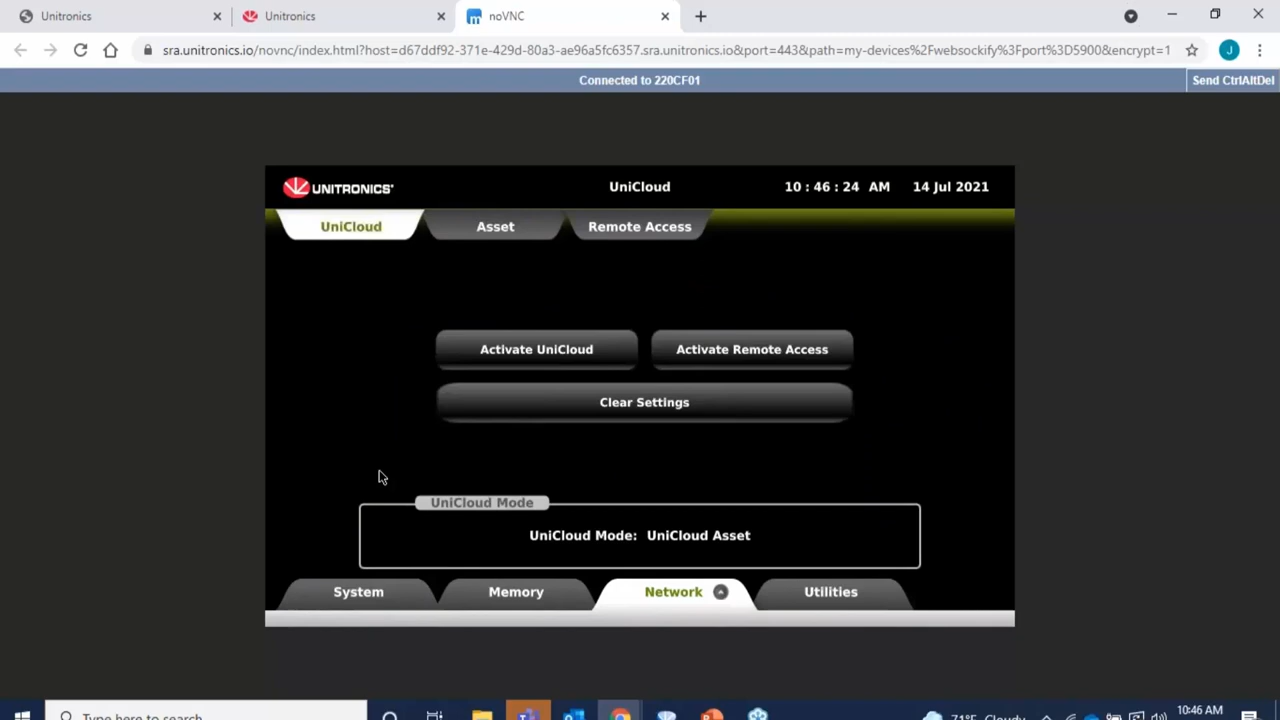 Unitronics
Unitronics
noVNC
sra.unitronics.io/novnc/index.html?host=d67ddf92-371e-429d-80a3-ae96a5fc6357.sra.unitronics.io&port=443&path=my-devices%2Fwebsockify%3Fport%3D5900&encrypt=1
J
Connected to 220CF01
Send CtrlAltDel
UNITRONICS
UniCloud
10 : 46 : 24 AM
14 Jul 2021
UniCloud
Asset
Remote Access
Activate UniCloud
Activate Remote Access
Clear Settings
UniCloud Mode
UniCloud Mode: UniCloud Asset
System
Memory
Network
Utilities
Type here to search
71°F Cloudy
10:46 AM